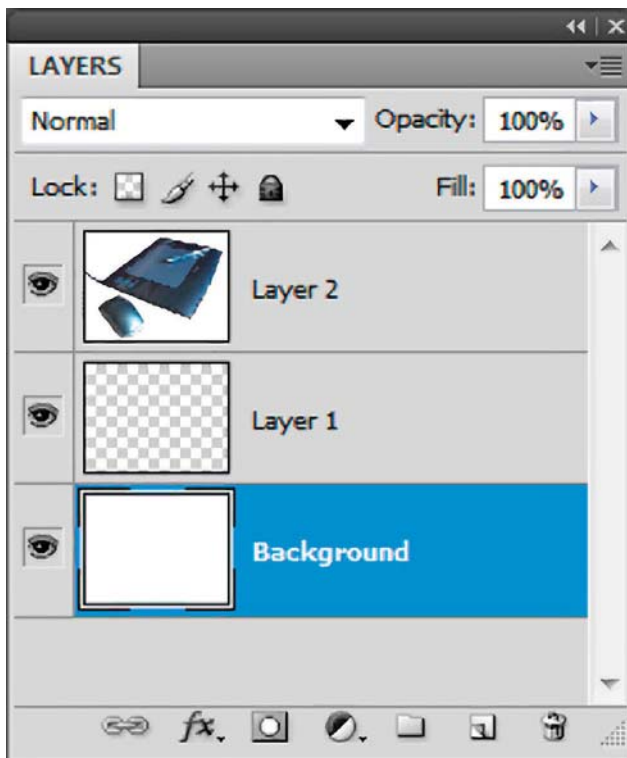 LAYERS
Normal Opacity: 100%
Lock: Fill: 100%
Layer 2
Layer 1
Background
fx.